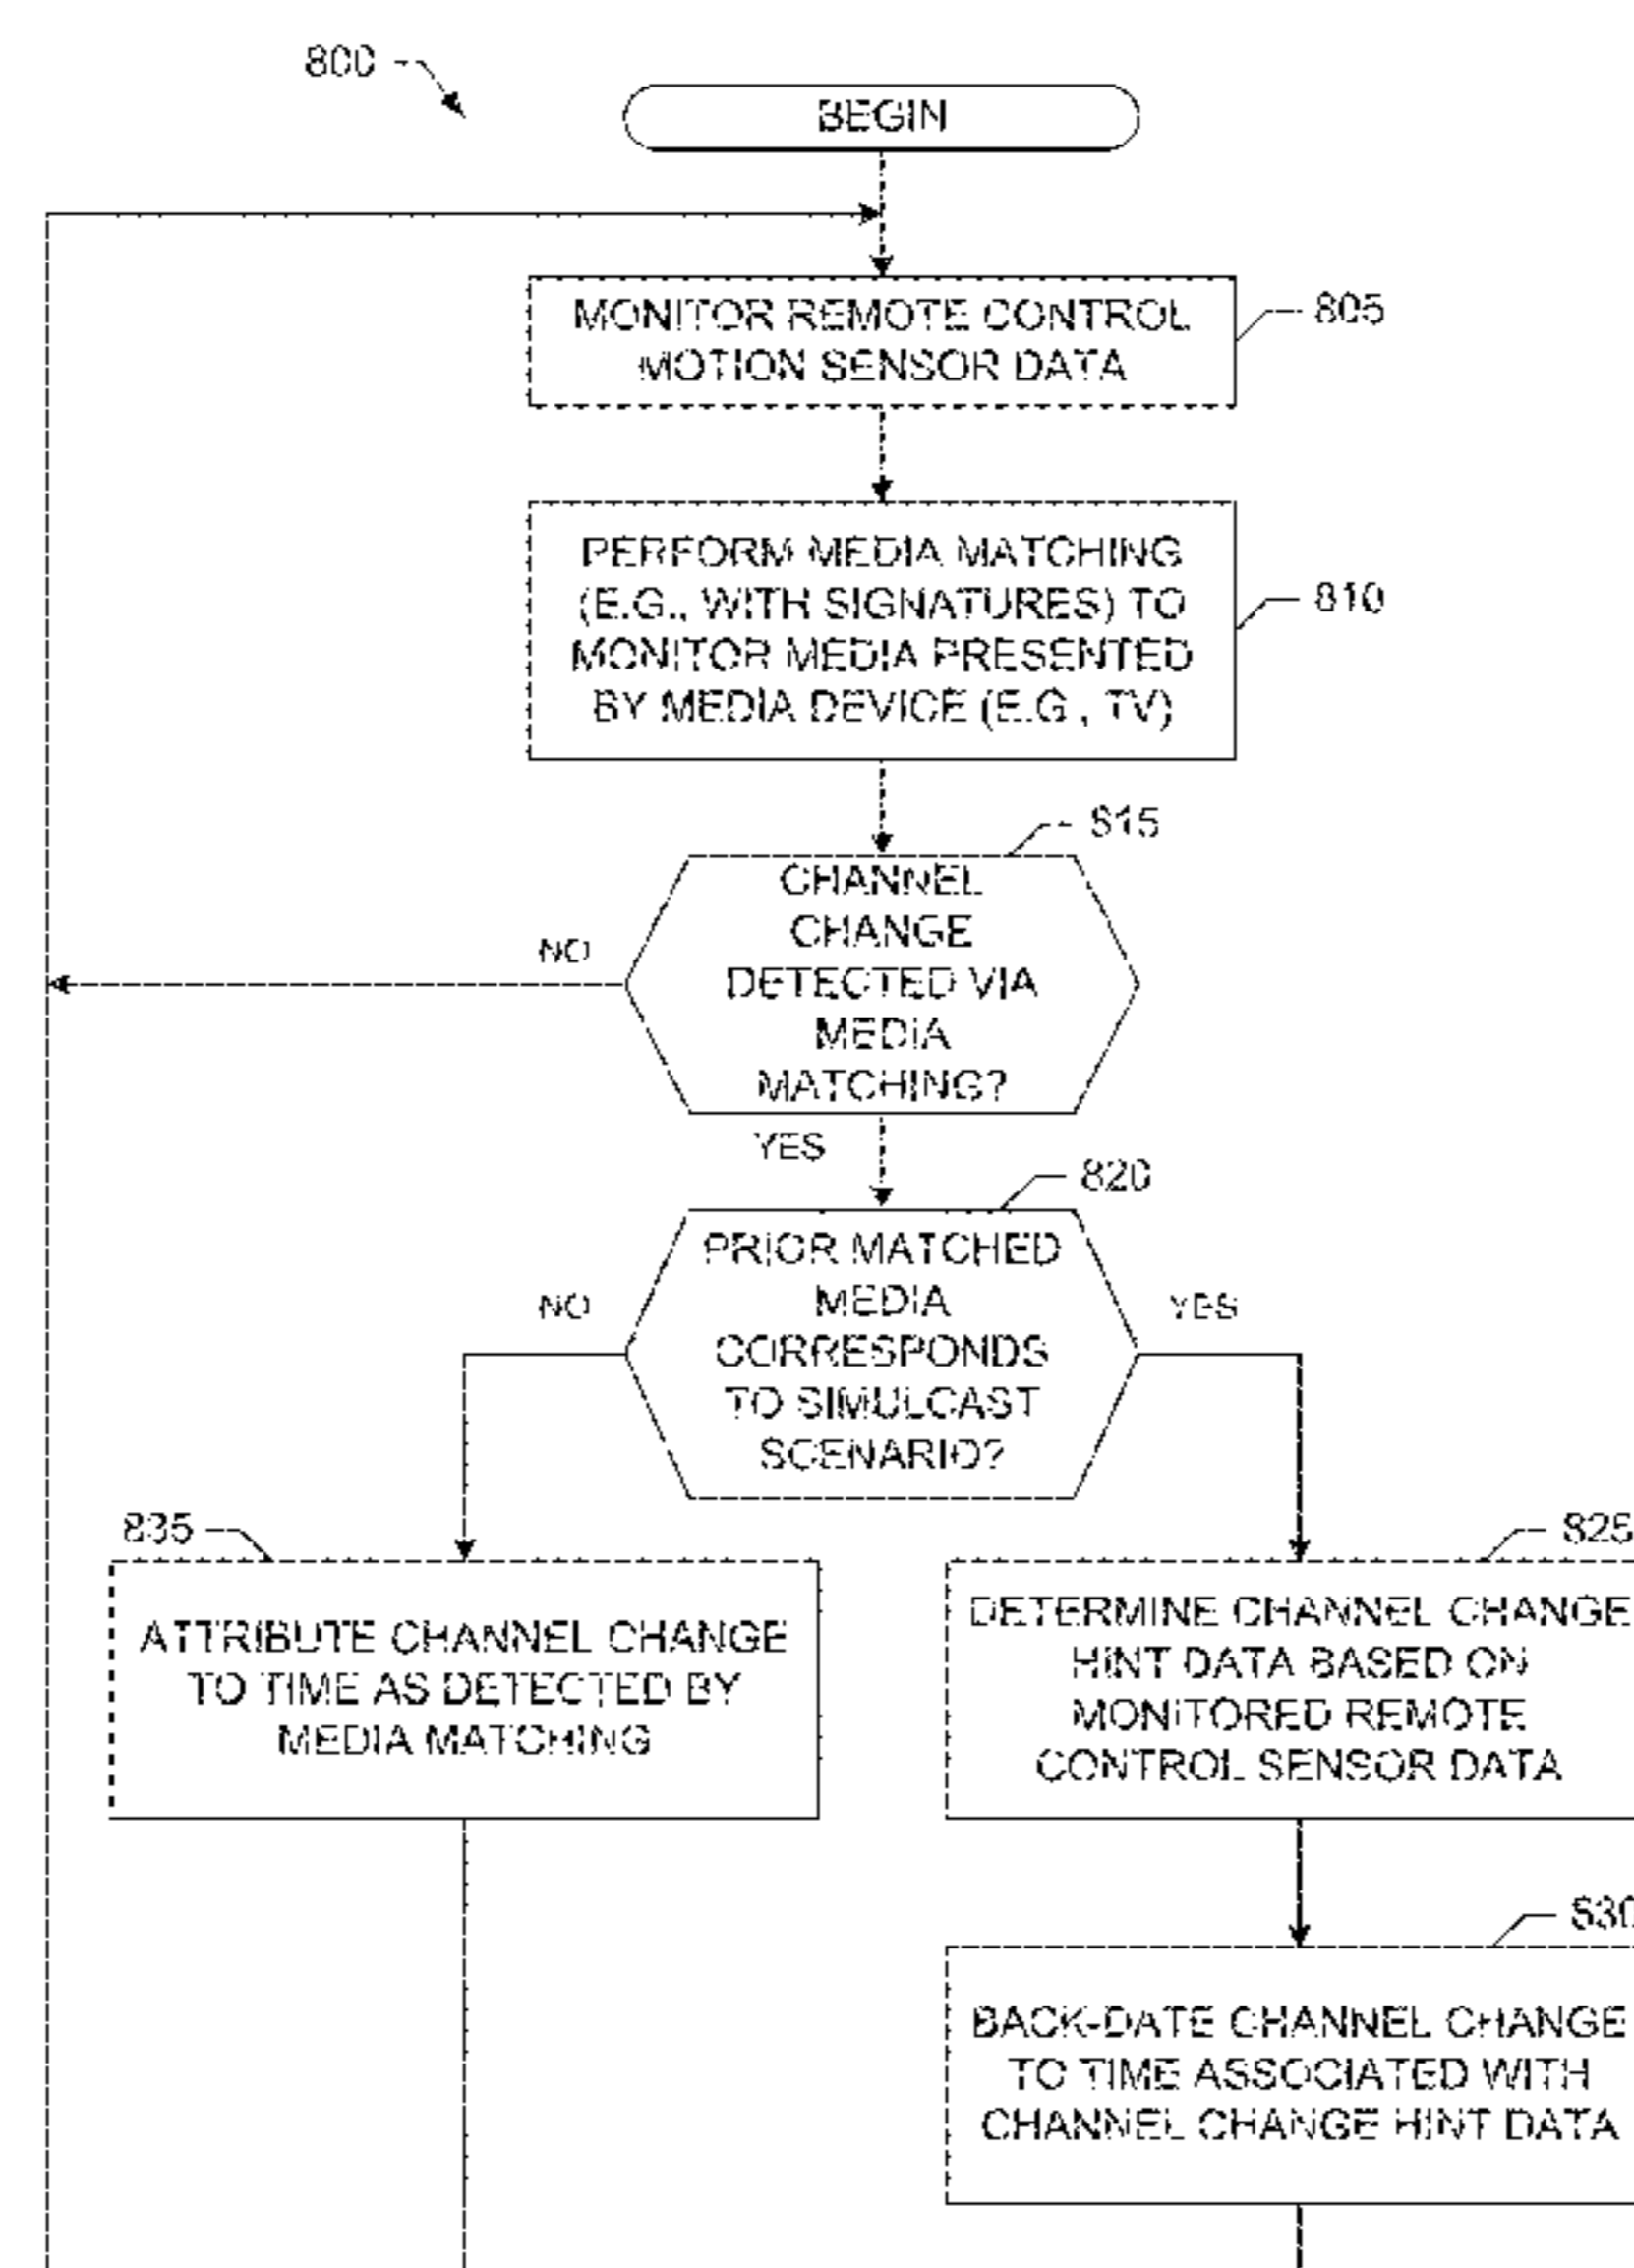 800
BEGIN
MONITOR REMOTE CONTROL
MOTION SENSOR DATA
805
PERFORM MEDIA MATCHING
(E.G., WITH SIGNATURES) TO
MONITOR MEDIA PRESENTED
BY MEDIA DEVICE (E.G., TV)
810
815
CHANNEL
CHANGE
DETECTED VIA
MEDIA
MATCHING?
NO
YES
820
PRIOR MATCHED
MEDIA
CORRESPONDS
TO SIMULCAST
SCENARIO?
NO
YES
835
ATTRIBUTE CHANNEL CHANGE
TO TIME AS DETECTED BY
MEDIA MATCHING
825
DETERMINE CHANNEL CHANGE
HINT DATA BASED ON
MONITORED REMOTE
CONTROL SENSOR DATA
830
BACK-DATE CHANNEL CHANGE
TO TIME ASSOCIATED WITH
CHANNEL CHANGE HINT DATA